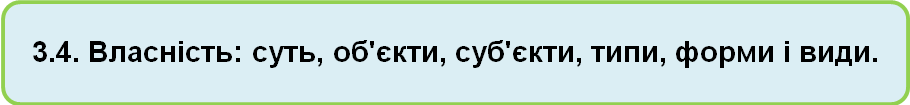 3.4. Власність: суть, об'єкти, суб'єкти, типи, форми і види.